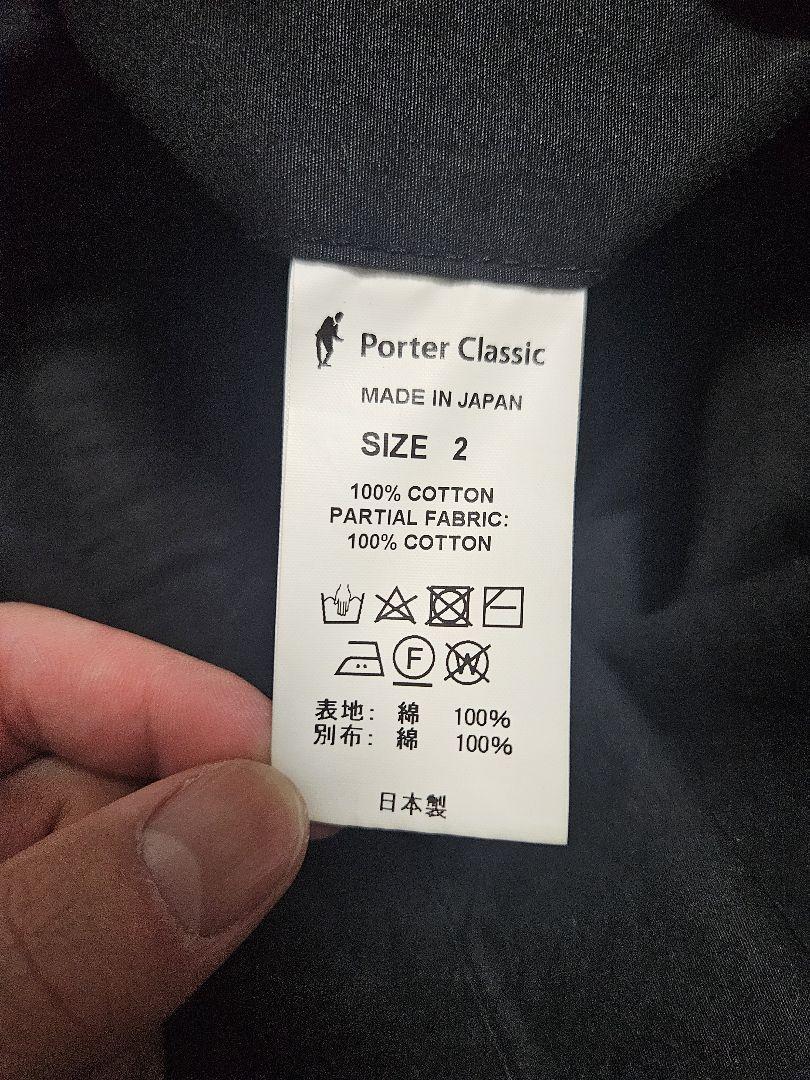 Porter Classic
MADE IN JAPAN
SIZE 2
100% COTTON
PARTIAL FABRIC:
100% COTTON
F W
表地: 綿 100%
別布: 綿 100%
日本製